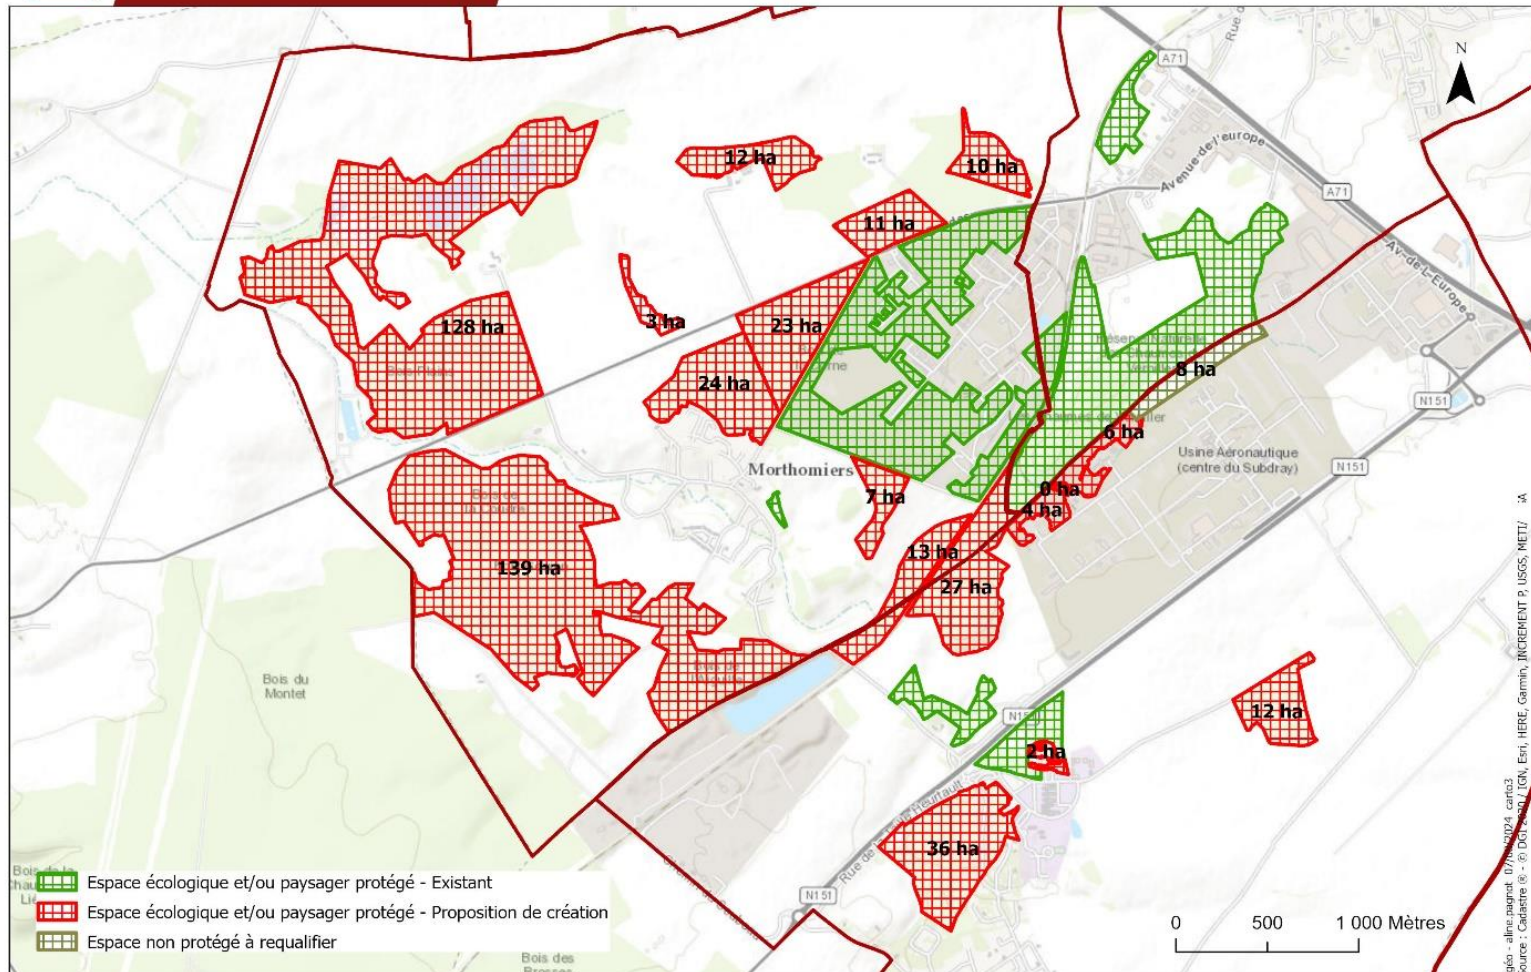 A71
N
Rue d
Avenue de l'europe
A71
Av. de L Europe
12 ha
10 ha
11 ha
128 ha
3 ha
23 ha
24 ha
8 ha
N151
6 ha
Usine Aéronautique
(centre du Subdray)
N151
Morthomiers
7 ha
0 ha
4 ha
13 ha
27 ha
139 ha
Bois du
Montet
12 ha
2 ha
36 ha
N151
Espace écologique et/ou paysager protégé - Existant
Espace écologique et/ou paysager protégé - Proposition de création
Espace non protégé à requalifier
Bois des
0 500 1 000 Mètres